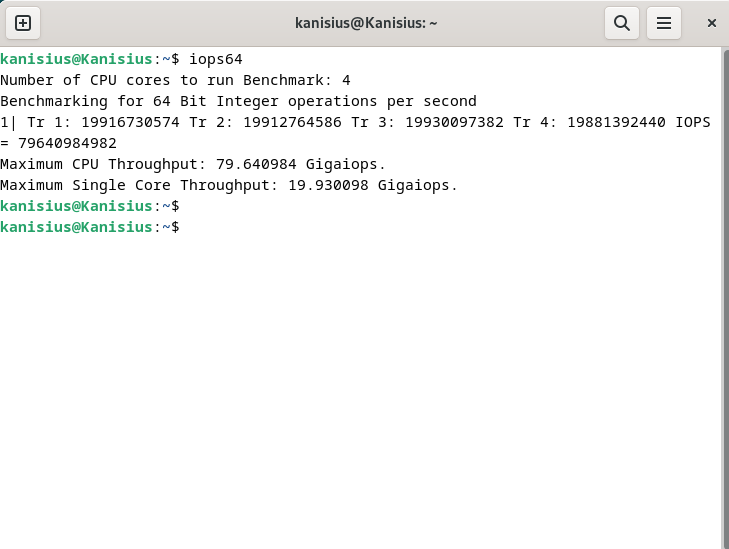 kanisius@Kanisius: ~
kanisius@Kanisius:~$ iops64
Number of CPU cores to run Benchmark: 4
Benchmarking for 64 Bit Integer operations per second
1| Tr 1: 19916730574 Tr 2: 19912764586 Tr 3: 19930097382 Tr 4: 19881392440 IOPS
= 79640984982
Maximum CPU Throughput: 79.640984 Gigaiops.
Maximum Single Core Throughput: 19.930098 Gigaiops.
kanisius@Kanisius:~$
kanisius@Kanisius:~$